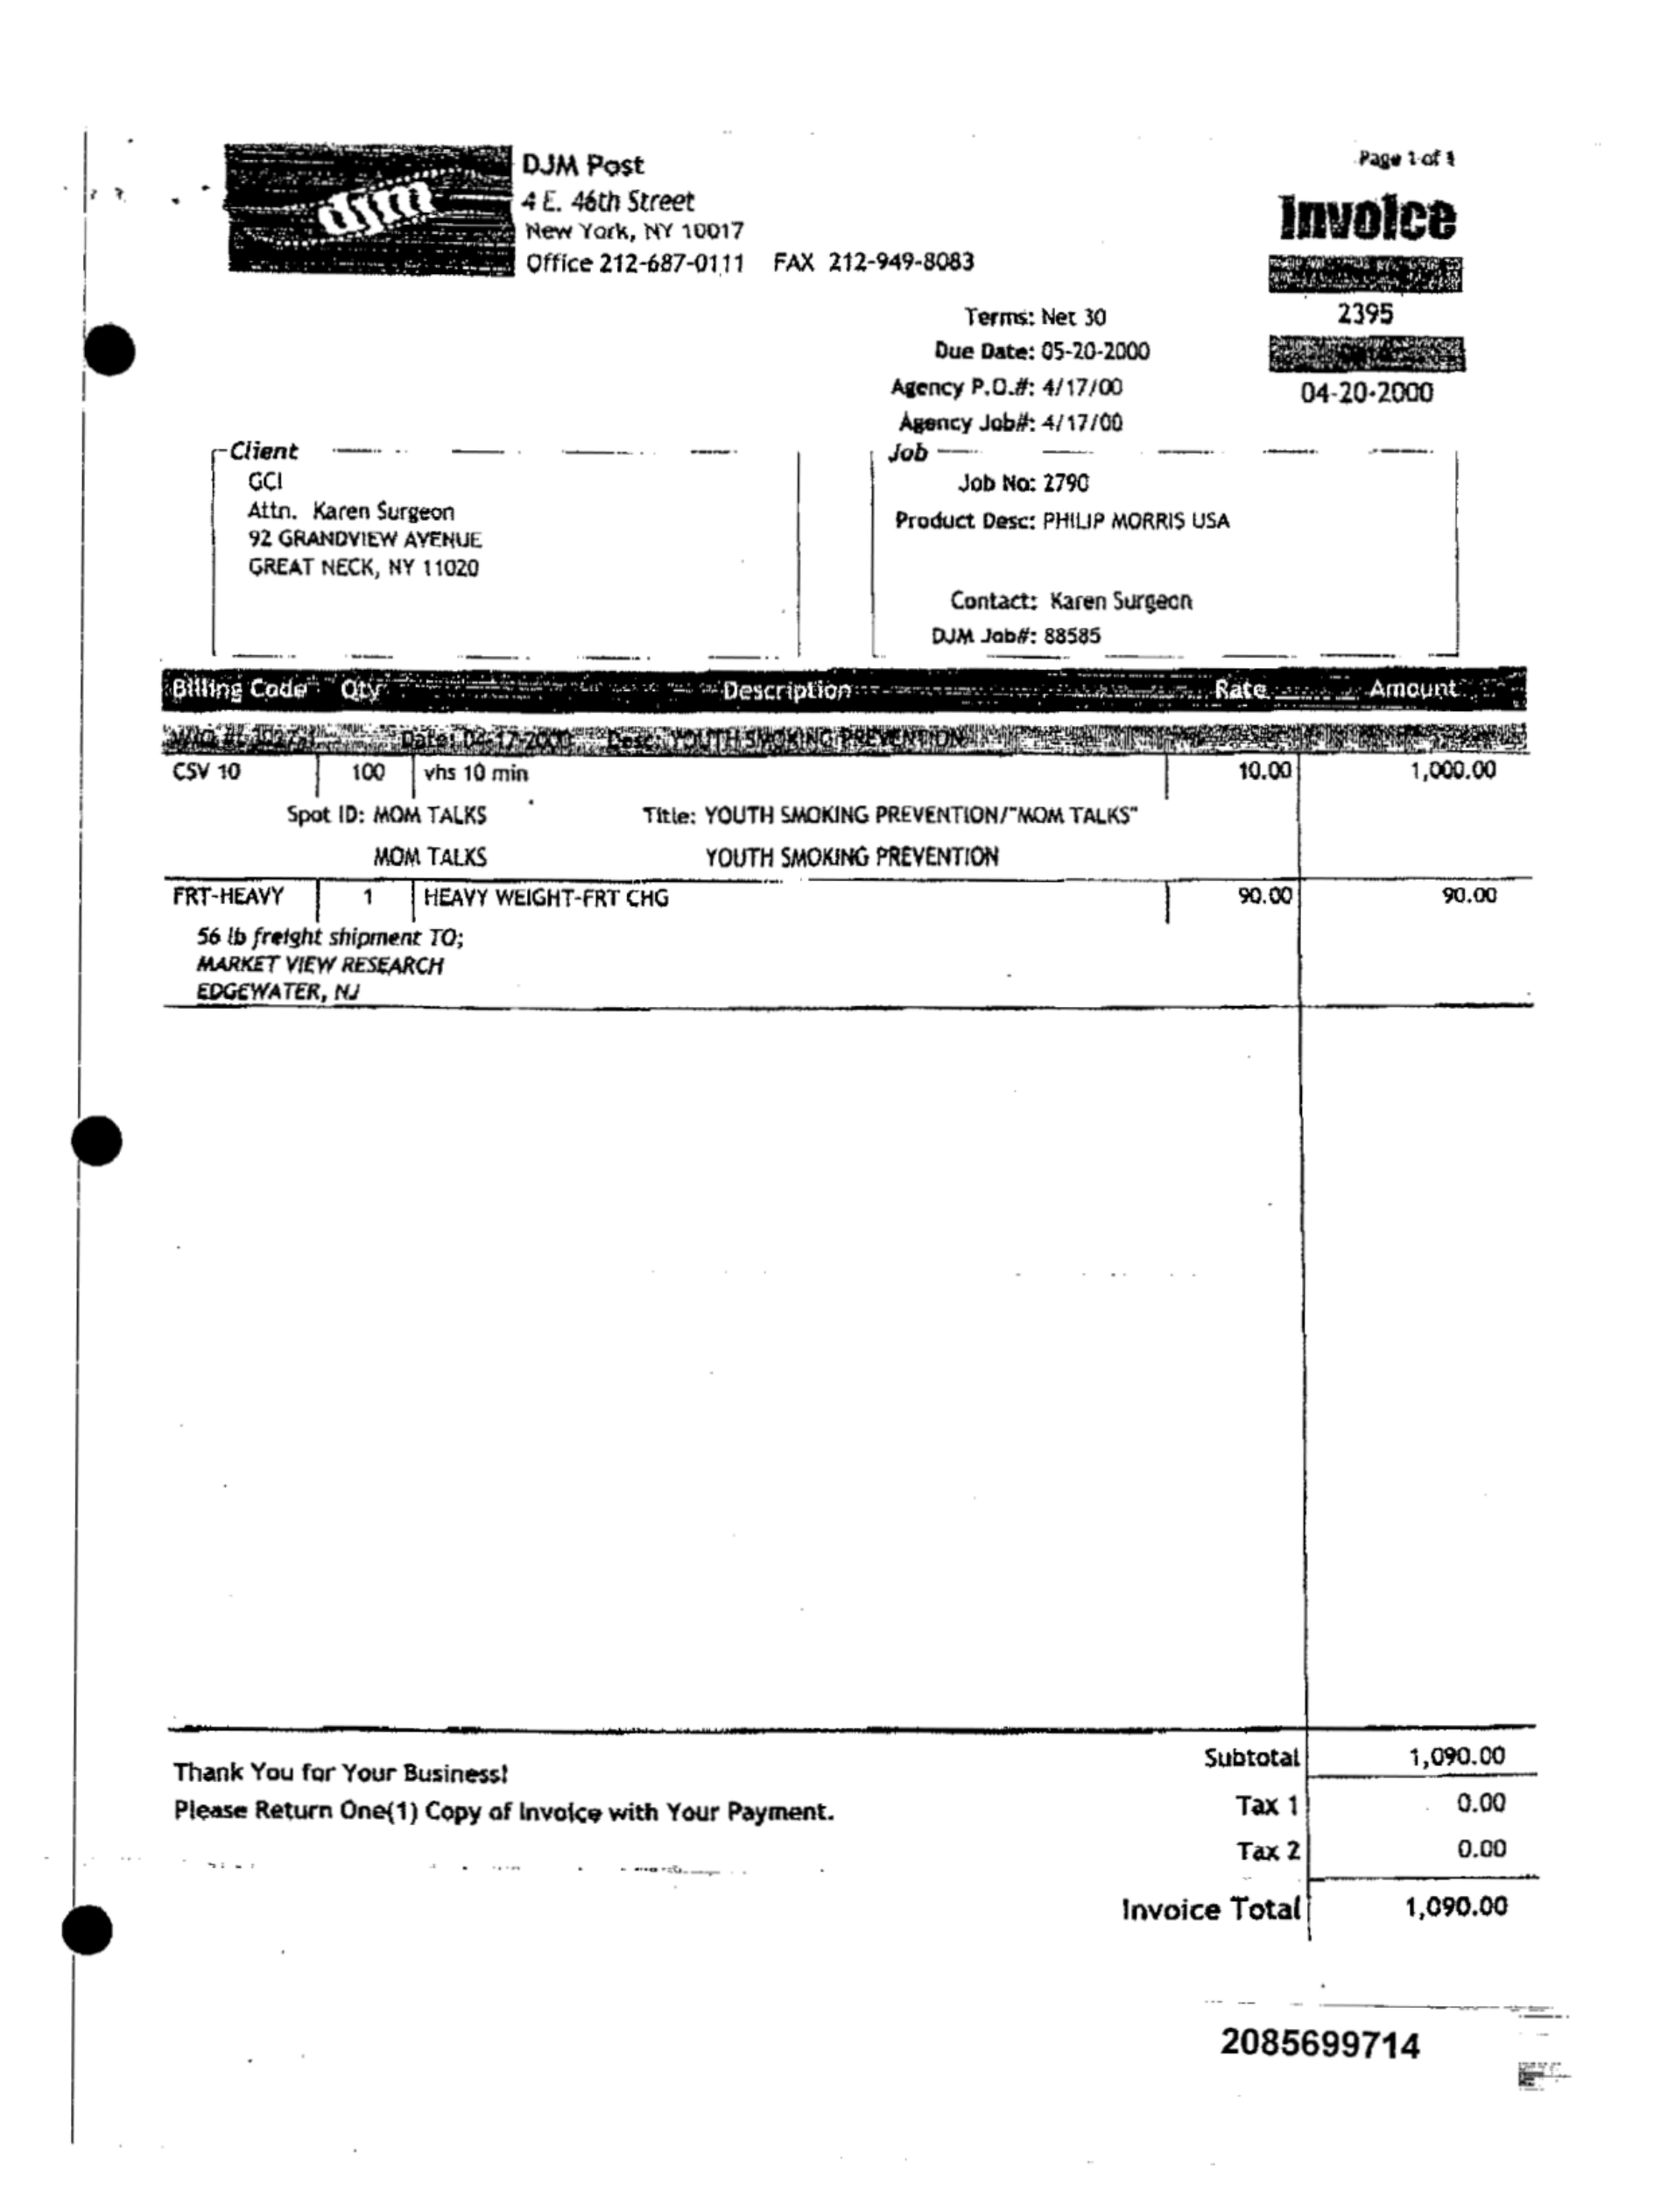 djm
DJM Post
4 E. 46th Street
New York, NY 10017
Office 212-687-0111 FAX 212-949-8083
Page 1 of 1
Invoice
2395
04-20-2000
Terms: Net 30
Due Date: 05-20-2000
Agency P.O.#: 4/17/00
Agency Job#: 4/17/00
Client
GCI
Attn. Karen Surgeon
92 GRANDVIEW AVENUE
GREAT NECK, NY 11020
Job
Job No: 2790
Product Desc: PHILIP MORRIS USA
Contact: Karen Surgeon
DJM Job#: 88585
Billing Code Qty Description Rate Amount
Date: 04-17-2000 Desc: YOUTH SMOKING PREVENTION
CSV 10 100 vhs 10 min 10.00 1,000.00
Spot ID: MOM TALKS Title: YOUTH SMOKING PREVENTION/"MOM TALKS"
MOM TALKS YOUTH SMOKING PREVENTION
FRT-HEAVY 1 HEAVY WEIGHT-FRT CHG 90.00 90.00
56 lb freight shipment TO;
MARKET VIEW RESEARCH
EDGEWATER, NJ
Thank You for Your Business!
Please Return One(1) Copy of Invoice with Your Payment.
Subtotal 1,090.00
Tax 1 0.00
Tax 2 0.00
Invoice Total 1,090.00
2085699714